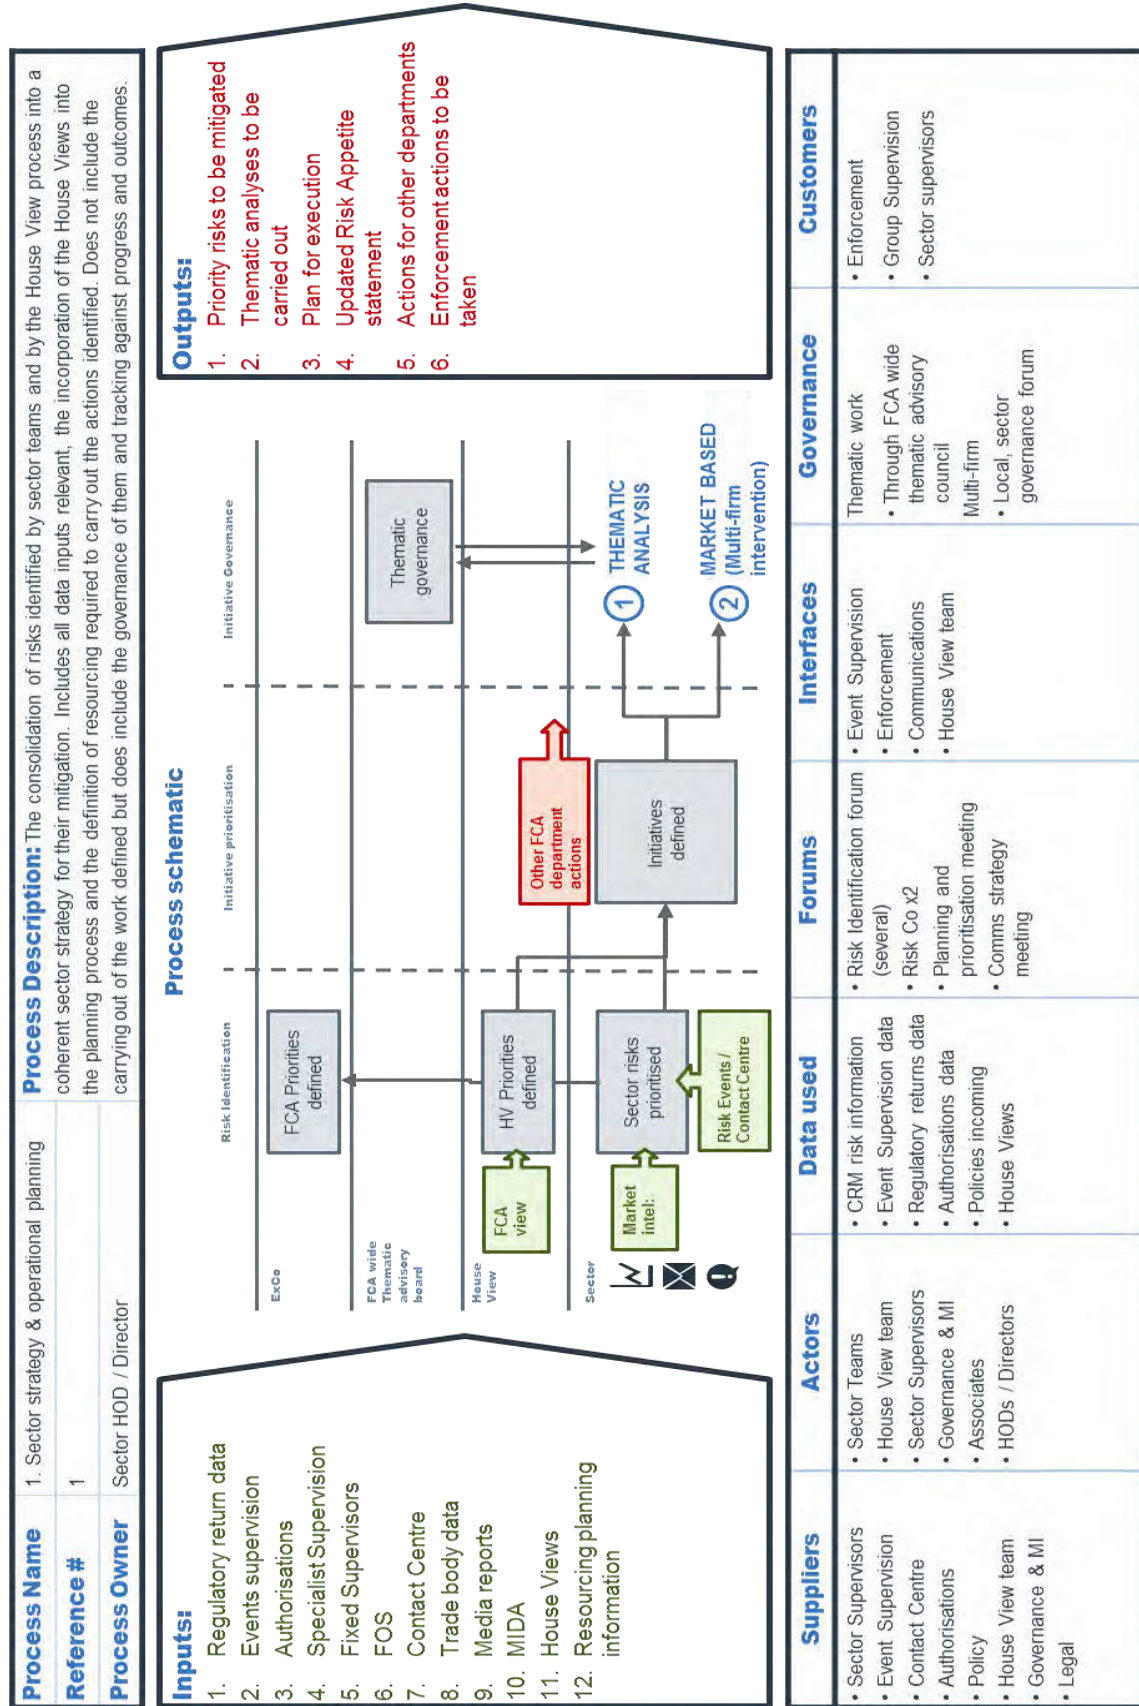 Process Name
1. Sector strategy & operational planning
Reference #
1
Process Owner
Sector HOD / Director
Process Description: The consolidation of risks identified by sector teams and by the House View process into a
coherent sector strategy for their mitigation. Includes all data inputs relevant, the incorporation of the House Views into
the planning process and the definition of resourcing required to carry out the actions identified. Does not include the
carrying out of the work defined but does include the governance of them and tracking against progress and outcomes.
Inputs:
1. Regulatory return data
2. Events supervision
3. Authorisations
4. Specialist Supervision
5. Fixed Supervisors
6. FOS
7. Contact Centre
8. Trade body data
9. Media reports
10. MIDA
11. House Views
12. Resourcing planning
information
Process schematic
Risk Identification
Initiative prioritisation
Initiative Governance
ExCo
FCA Priorities
defined
FCA wide
Thematic
advisory
board
Thematic
governance
House
View
FCA
view
HV Priorities
defined
Other FCA
department
actions
Sector
Market
intel:
Sector risks
prioritised
Risk Events /
Contact Centre
Initiatives
defined
1
THEMATIC
ANALYSIS
2
MARKET BASED
(Multi-firm
intervention)
Outputs:
1. Priority risks to be mitigated
2. Thematic analyses to be
carried out
3. Plan for execution
4. Updated Risk Appetite
statement
5. Actions for other departments
6. Enforcement actions to be
taken
Suppliers
• Sector Supervisors
• Event Supervision
• Contact Centre
• Authorisations
• Policy
• House View team
• Governance & MI
• Legal
Actors
• Sector Teams
• House View team
• Sector Supervisors
• Governance & MI
• Associates
• HODs / Directors
Data used
• CRM risk information
• Event Supervision data
• Regulatory returns data
• Authorisations data
• Policies incoming
• House Views
Forums
• Risk Identification forum
(several)
• Risk Co x2
• Planning and
prioritisation meeting
• Comms strategy
meeting
Interfaces
• Event Supervision
• Enforcement
• Communications
• House View team
Governance
Thematic work
• Through FCA wide
thematic advisory
council
Multi-firm
• Local, sector
governance forum
Customers
• Enforcement
• Group Supervision
• Sector supervisors